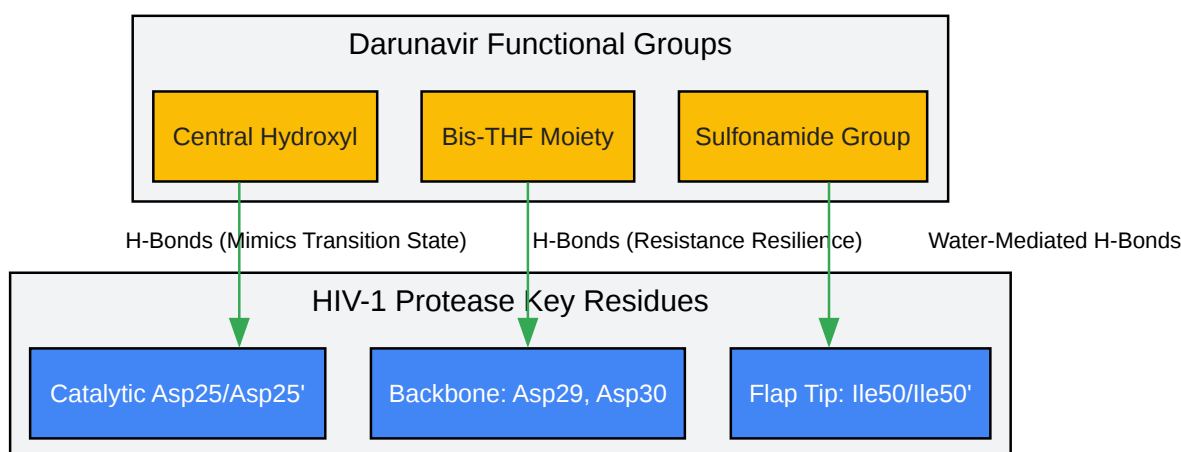 Darunavir Functional Groups
Central Hydroxyl
Bis-THF Moiety
Sulfonamide Group
H-Bonds (Mimics Transition State)
H-Bonds (Resistance Resilience)
Water-Mediated H-Bonds
HIV-1 Protease Key Residues
Catalytic Asp25/Asp25'
Backbone: Asp29, Asp30
Flap Tip: Ile50/Ile50'